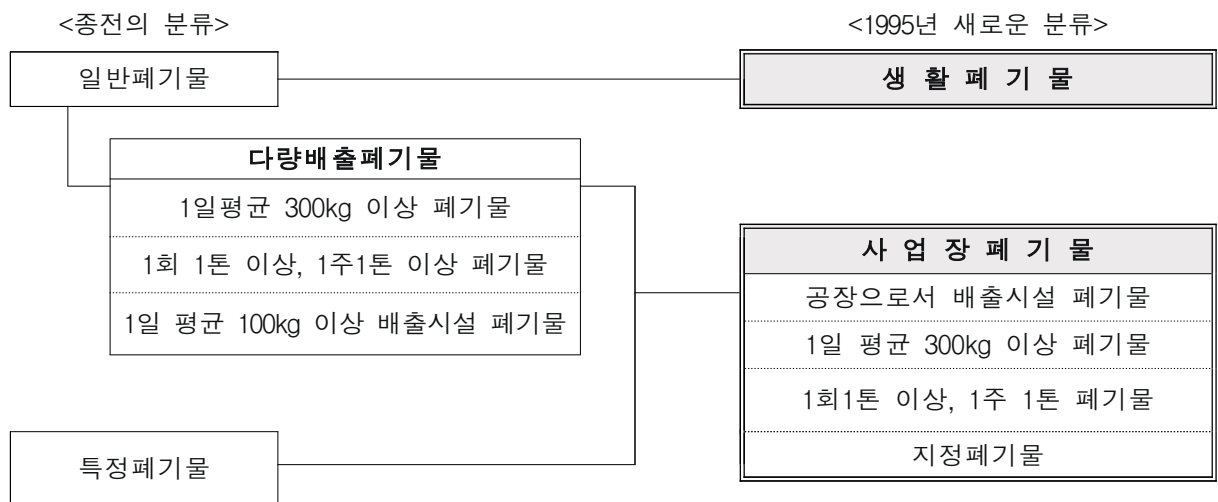 <종전의 분류>
<1995년 새로운 분류>
일반폐기물
생 활 폐 기 물
다량배출폐기물
1일평균 300kg 이상 폐기물
1회 1톤 이상, 1주1톤 이상 폐기물
1일 평균 100kg 이상 배출시설 폐기물
사 업 장 폐 기 물
공장으로서 배출시설 폐기물
1일 평균 300kg 이상 폐기물
1회1톤 이상, 1주 1톤 폐기물
지정폐기물
특정폐기물